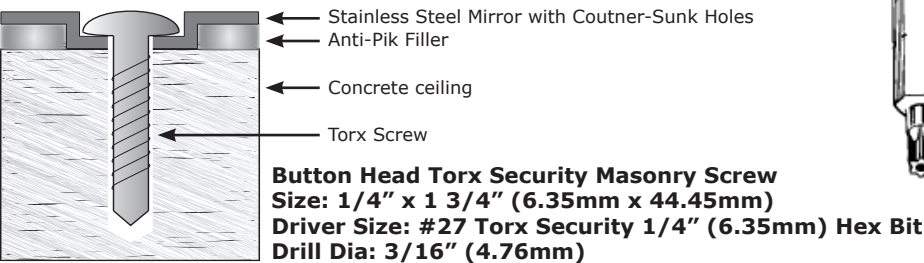 Stainless Steel Mirror with Coutner-Sunk Holes
Anti-Pik Filler
Concrete ceiling
Torx Screw
Button Head Torx Security Masonry Screw
Size: 1/4” x 1 3/4” (6.35mm x 44.45mm)
Driver Size: #27 Torx Security 1/4” (6.35mm) Hex Bit
Drill Dia: 3/16” (4.76mm)